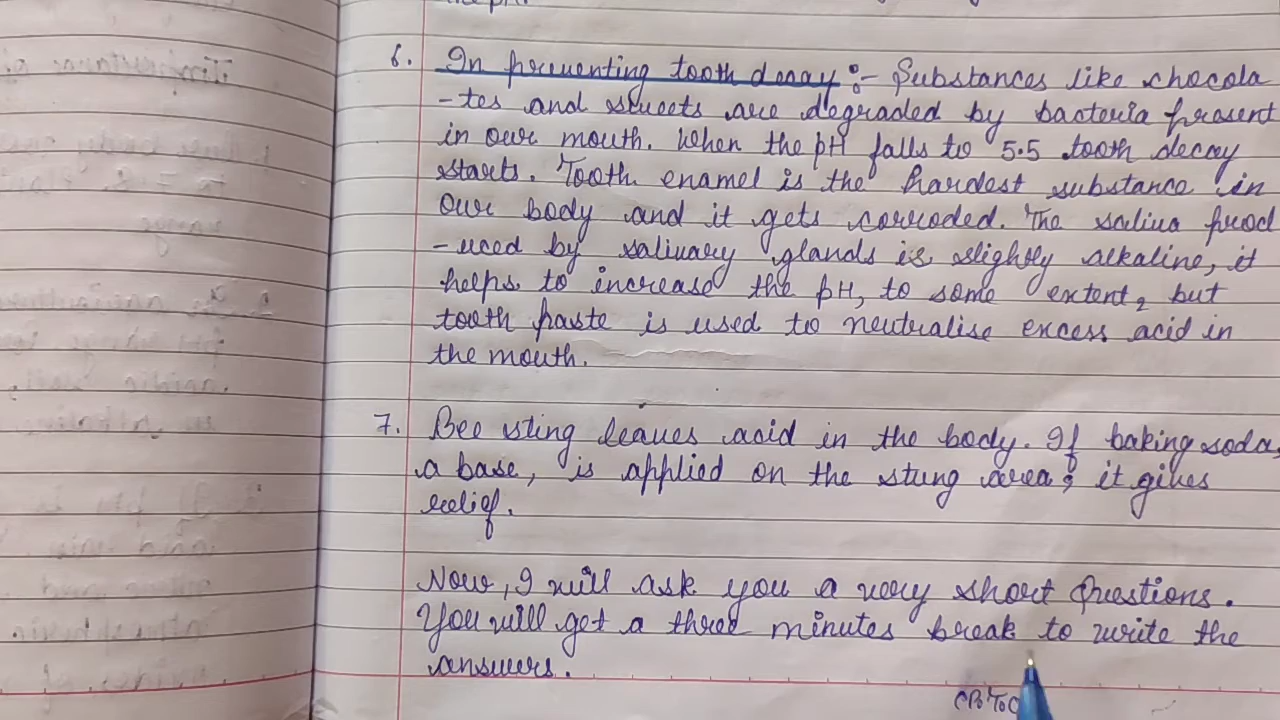 6. In preventing tooth decay :- Substances like chocola
-tes and sweets are degraded by bacteria present
in our mouth. When the pH falls to 5.5 tooth decay
starts. Tooth enamel is the hardest substance in
our body and it gets corroded. The saliva prod
-uced by salivary glands is slightly alkaline, it
helps to increase the pH, to some extent, but
tooth paste is used to neutralise excess acid in
the mouth.
7. Bee sting leaves acid in the body. If baking soda,
a base, is applied on the stung area, it gives
relief.
Now, I will ask you a very short Questions.
You will get a three minutes break to write the
answers.